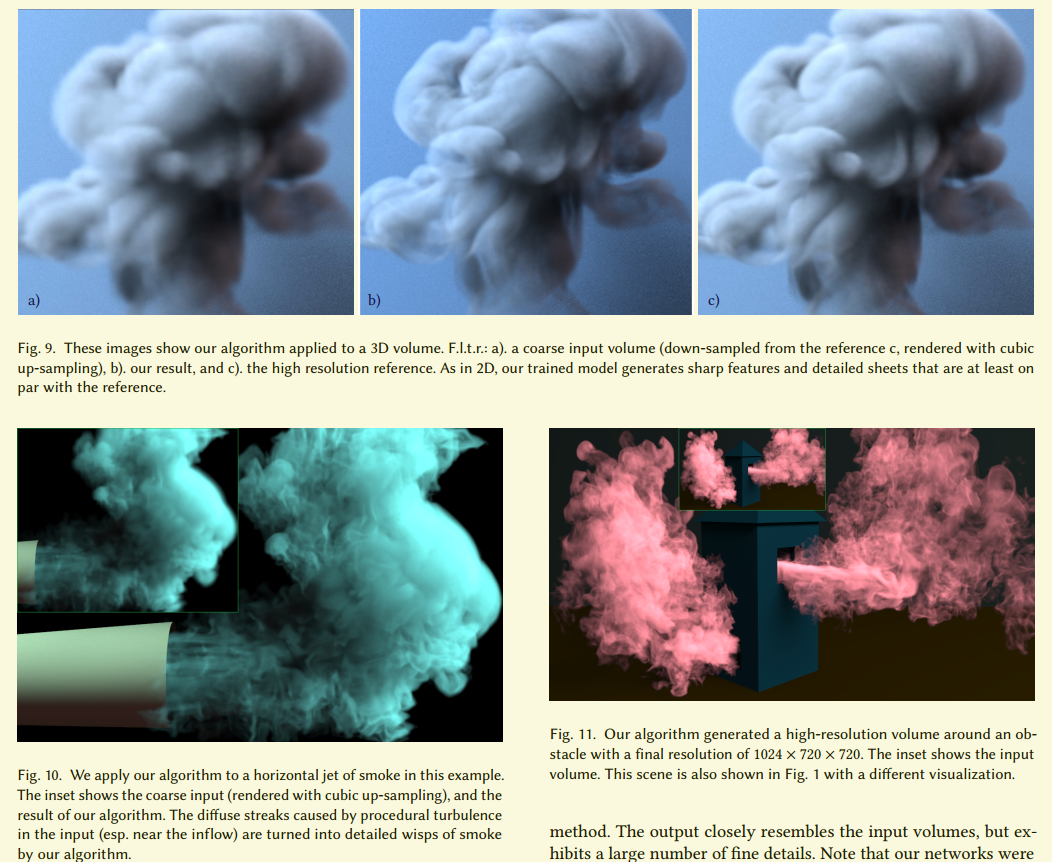 a)
b)
c)
Fig. 9. These images show our algorithm applied to a 3D volume. F.l.t.r.: a). a coarse input volume (down-sampled from the reference c, rendered with cubic
up-sampling), b). our result, and c). the high resolution reference. As in 2D, our trained model generates sharp features and detailed sheets that are at least on
par with the reference.
Fig. 10. We apply our algorithm to a horizontal jet of smoke in this example.
The inset shows the coarse input (rendered with cubic up-sampling), and the
result of our algorithm. The diffuse streaks caused by procedural turbulence
in the input (esp. near the inflow) are turned into detailed wisps of smoke
by our algorithm.
Fig. 11. Our algorithm generated a high-resolution volume around an ob-
stacle with a final resolution of 1024 × 720 × 720. The inset shows the input
volume. This scene is also shown in Fig. 1 with a different visualization.
method. The output closely resembles the input volumes, but ex-
hibits a large number of fine details. Note that our networks were